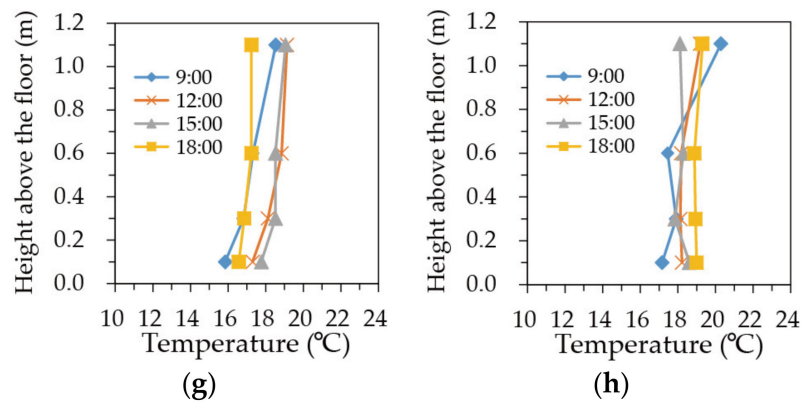 Height above the floor (m)
1.2
1.0
0.8
0.6
0.4
0.2
0.0
9:00
12:00
15:00
18:00
10 12 14 16 18 20 22 24
Temperature (℃)
(g)
Height above the floor (m)
1.2
1.0
0.8
0.6
0.4
0.2
0.0
9:00
12:00
15:00
18:00
10 12 14 16 18 20 22 24
Temperature (℃)
(h)